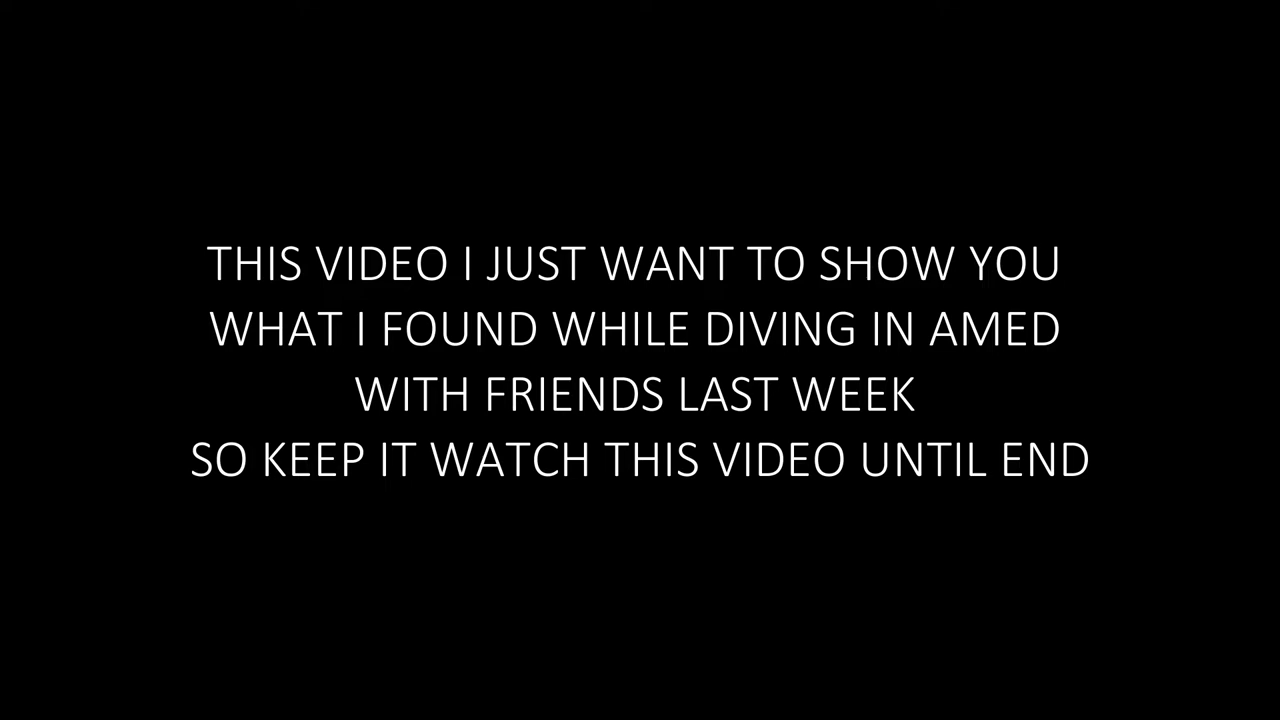 THIS VIDEO I JUST WANT TO SHOW YOU
WHAT I FOUND WHILE DIVING IN AMED
WITH FRIENDS LAST WEEK
SO KEEP IT WATCH THIS VIDEO UNTIL END